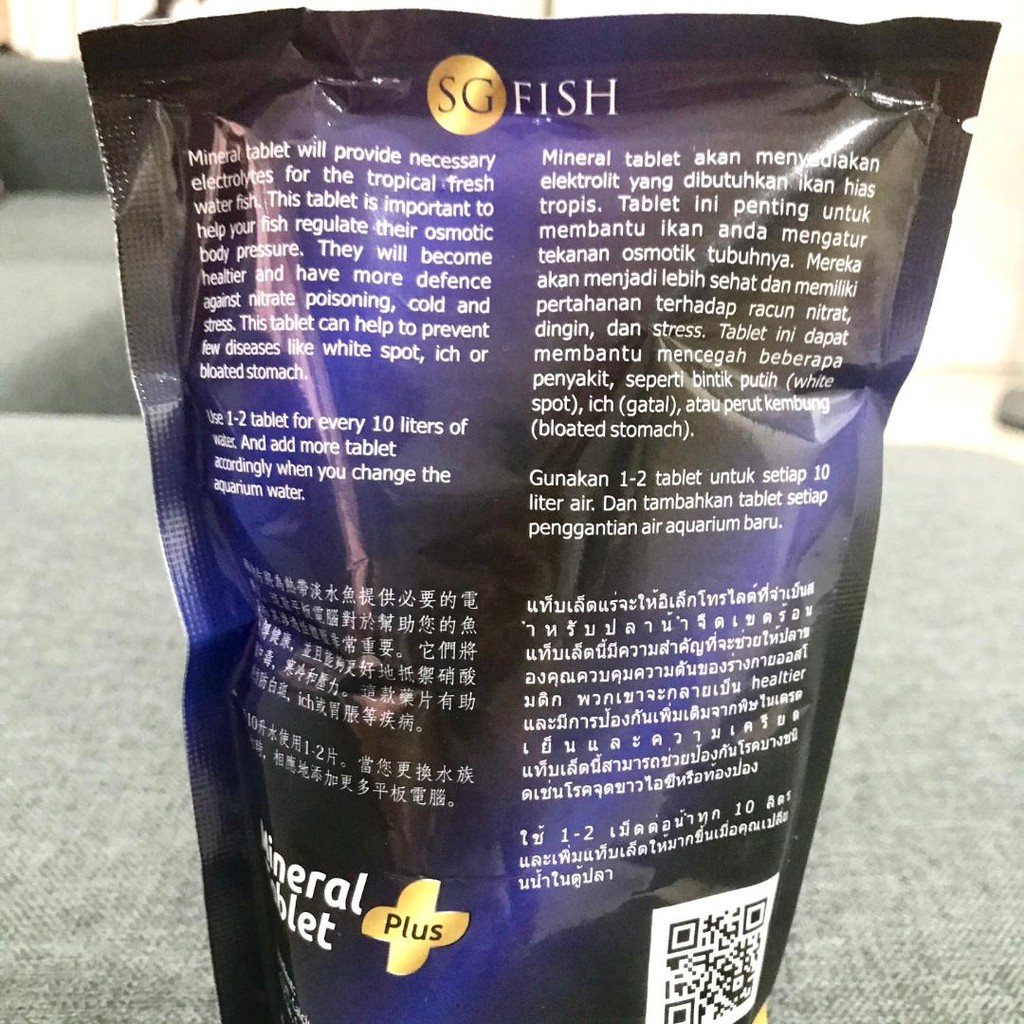 SG FISH
Mineral tablet will provide necessary
electrolytes for the tropical fresh
water fish. This tablet is important to
help your fish regulate their osmotic
body pressure. They will become
healtier and have more defence
against nitrate poisoning, cold and
stress. This tablet can help to prevent
few diseases like white spot, ich or
bloated stomach.
Use 1-2 tablet for every 10 liters of
water. And add more tablet
accordingly when you change the
aquarium water.
Mineral tablet akan menyediakan
elektrolit yang dibutuhkan ikan hias
tropis. Tablet ini penting untuk
membantu ikan anda mengatur
tekanan osmotik tubuhnya. Mereka
akan menjadi lebih sehat dan memiliki
pertahanan terhadap racun nitrat,
dingin, dan stress. Tablet ini dapat
membantu mencegah beberapa
penyakit, seperti bintik putih (white
spot), ich (gatal), atau perut kembung
(bloated stomach).
Gunakan 1-2 tablet untuk setiap 10
liter air. Dan tambahkan tablet setiap
penggantian air aquarium baru.
熱帶淡水魚提供必要的電
電腦對於幫助您的魚
常重要。它們將
健康，並且能夠更好地抵禦硝酸
毒，寒冷和壓力。這款藥片有助
防白斑，ich或胃脹等疾病。
10升水使用1-2片。當您更換水族
時，相應地添加更多平板電腦。
แท็บเล็ตแร่จะให้อิเล็กโทรไลต์ที่จำเป็นส
ำหรับปลาน้ำจืดเขตร้อน
แท็บเล็ตนี้มีความสำคัญที่จะช่วยให้ปลาข
องคุณควบคุมความดันของร่างกายออสโ
มติก พวกเขาจะกลายเป็น healtier
และมีการป้องกันเพิ่มเติมจากพิษไนเตรต
เย็นและความเครียด
แท็บเล็ตนี้สามารถช่วยป้องกันโรคบางชนิ
ดเช่นโรคจุดขาวไอซีหรือท้องป่อง
ใช้ 1-2 เม็ดต่อน้ำทุก 10 ลิตร
และเพิ่มแท็บเล็ตให้มากขึ้นเมื่อคุณเปลี่ย
นน้ำในตู้ปลา
Mineral
Tablet
Plus